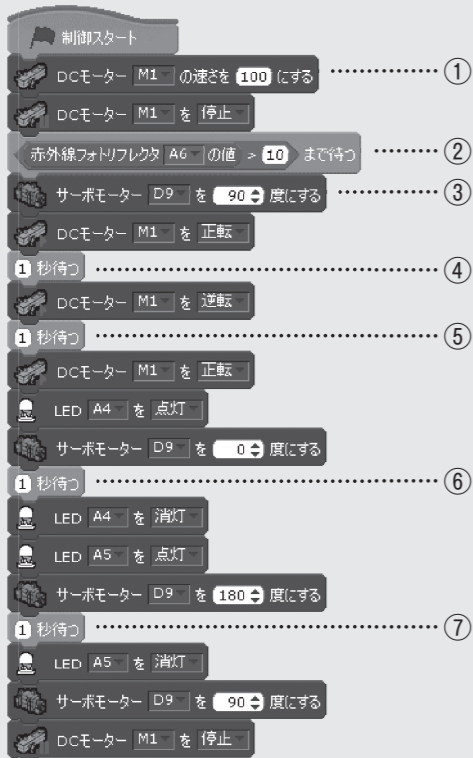 制御スタート
DCモーター M1 の速さを 100 にする ①
DCモーター M1 を 停止
赤外線フォトリフレクタ A6 の値 > 10 まで待つ ②
サーボモーター D9 を 90 度にする ③
DCモーター M1 を 正転
1 秒待つ ④
DCモーター M1 を 逆転
1 秒待つ ⑤
DCモーター M1 を 正転
LED A4 を 点灯
サーボモーター D9 を 0 度にする
1 秒待つ ⑥
LED A4 を 消灯
LED A5 を 点灯
サーボモーター D9 を 180 度にする
1 秒待つ ⑦
LED A5 を 消灯
サーボモーター D9 を 90 度にする
DCモーター M1 を 停止